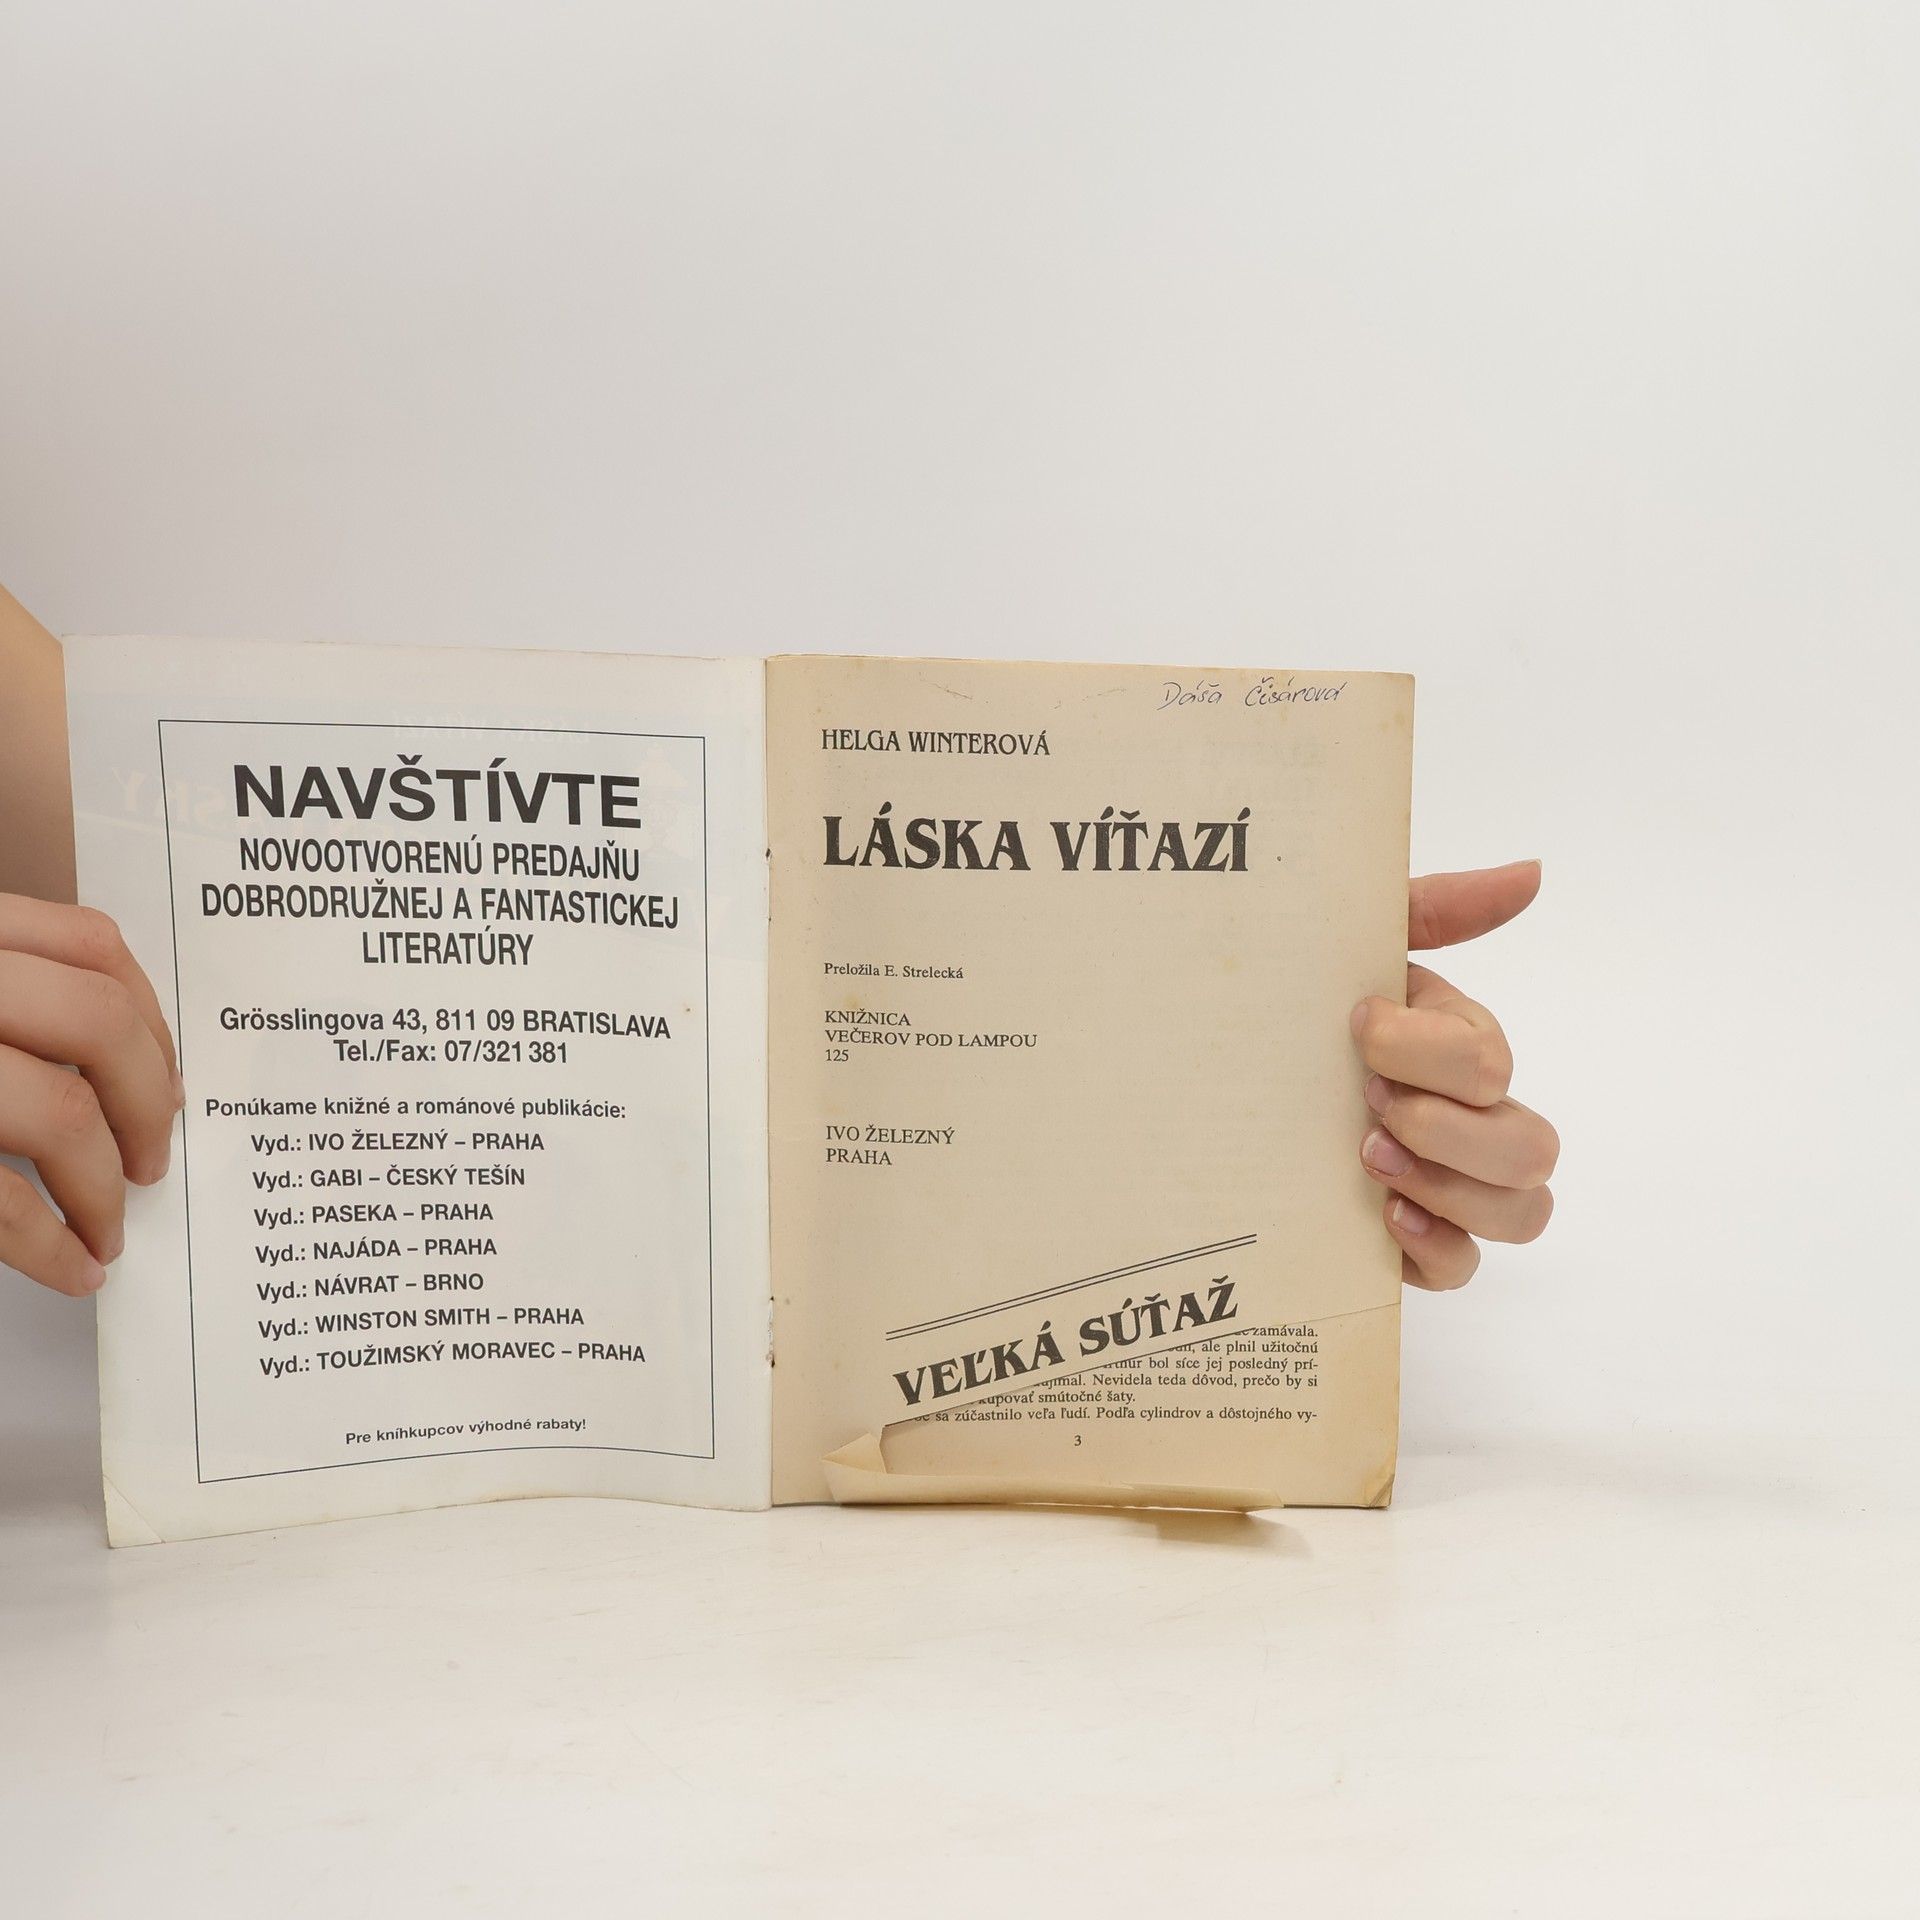 NAVŠTÍVTE
NOVOOTVORENÚ PREDAJŇU
DOBRODRUŽNEJ A FANTASTICKEJ
LITERATÚRY
Grösslingova 43, 811 09 BRATISLAVA
Tel./Fax: 07/321 381
Ponúkame knižné a románové publikácie:
Vyd.: IVO ŽELEZNÝ – PRAHA
Vyd.: GABI – ČESKÝ TEŠÍN
Vyd.: PASEKA – PRAHA
Vyd.: NAJÁDA – PRAHA
Vyd.: NÁVRAT – BRNO
Vyd.: WINSTON SMITH – PRAHA
Vyd.: TOUŽIMSKÝ MORAVEC – PRAHA
Pre kníhkupcov výhodné rabaty!
Dáša Čisárová
HELGA WINTEROVÁ
LÁSKA VÍŤAZÍ
Preložila E. Strelecká
KNIŽNICA
VEČEROV POD LAMPOU
125
IVO ŽELEZNÝ
PRAHA
VEĽKÁ SÚŤAŽ
zamávala.
ale plnil užitočnú
bol síce jej posledný prí-
Nevidela teda dôvod, prečo by si
kupovať smútočné šaty.
sa zúčastnilo veľa ľudí. Podľa cylindrov a dôstojného vy-
3